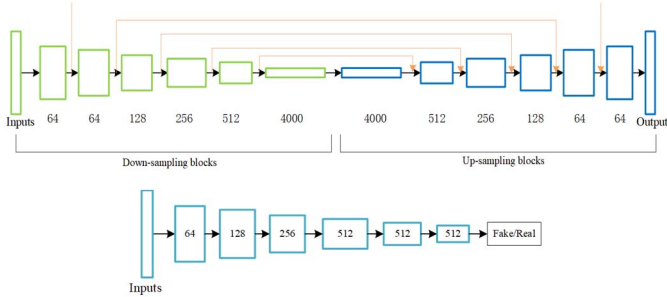 Inputs 64 64 128 256 512 4000 4000 512 256 128 64 64 Output
Down-sampling blocks Up-sampling blocks
64 128 256 512 512 512 Fake/Real
Inputs